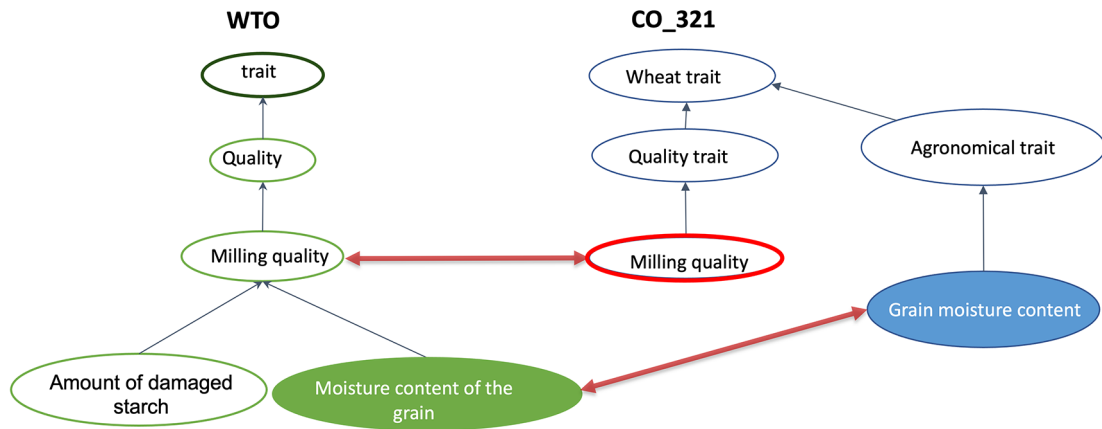 WTO
CO_321
trait
Wheat trait
Quality
Quality trait
Agronomical trait
Milling quality
Milling quality
Grain moisture content
Amount of damaged
starch
Moisture content of the
grain